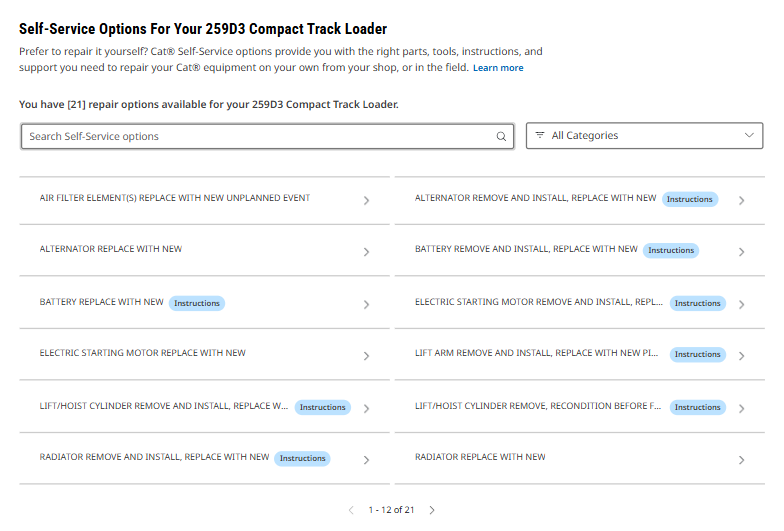 Self-Service Options For Your 259D3 Compact Track Loader
Prefer to repair it yourself? Cat® Self-Service options provide you with the right parts, tools, instructions, and
support you need to repair your Cat® equipment on your own from your shop, or in the field. Learn more
You have [21] repair options available for your 259D3 Compact Track Loader.
Search Self-Service options
All Categories
AIR FILTER ELEMENT(S) REPLACE WITH NEW UNPLANNED EVENT
ALTERNATOR REMOVE AND INSTALL, REPLACE WITH NEW Instructions
ALTERNATOR REPLACE WITH NEW
BATTERY REMOVE AND INSTALL, REPLACE WITH NEW Instructions
BATTERY REPLACE WITH NEW Instructions
ELECTRIC STARTING MOTOR REMOVE AND INSTALL, REPL... Instructions
ELECTRIC STARTING MOTOR REPLACE WITH NEW
LIFT ARM REMOVE AND INSTALL, REPLACE WITH NEW PI... Instructions
LIFT/HOIST CYLINDER REMOVE AND INSTALL, REPLACE W... Instructions
LIFT/HOIST CYLINDER REMOVE, RECONDITION BEFORE F... Instructions
RADIATOR REMOVE AND INSTALL, REPLACE WITH NEW Instructions
RADIATOR REPLACE WITH NEW
1 - 12 of 21